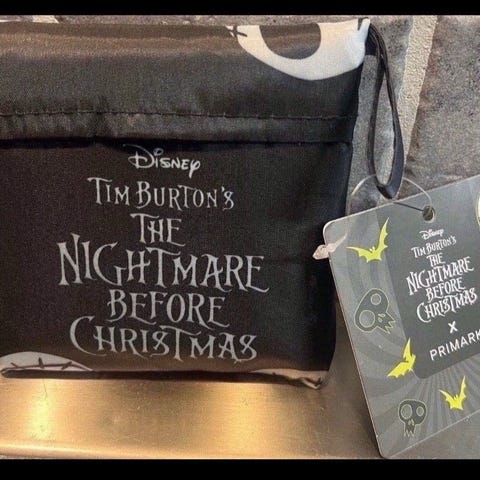 Disney
TIM BURTON'S
THE
NIGHTMARE
BEFORE
CHRISTMAS
Disney
TIM BURTON'S
THE
NIGHTMARE
BEFORE
CHRISTMAS
X
PRIMARK